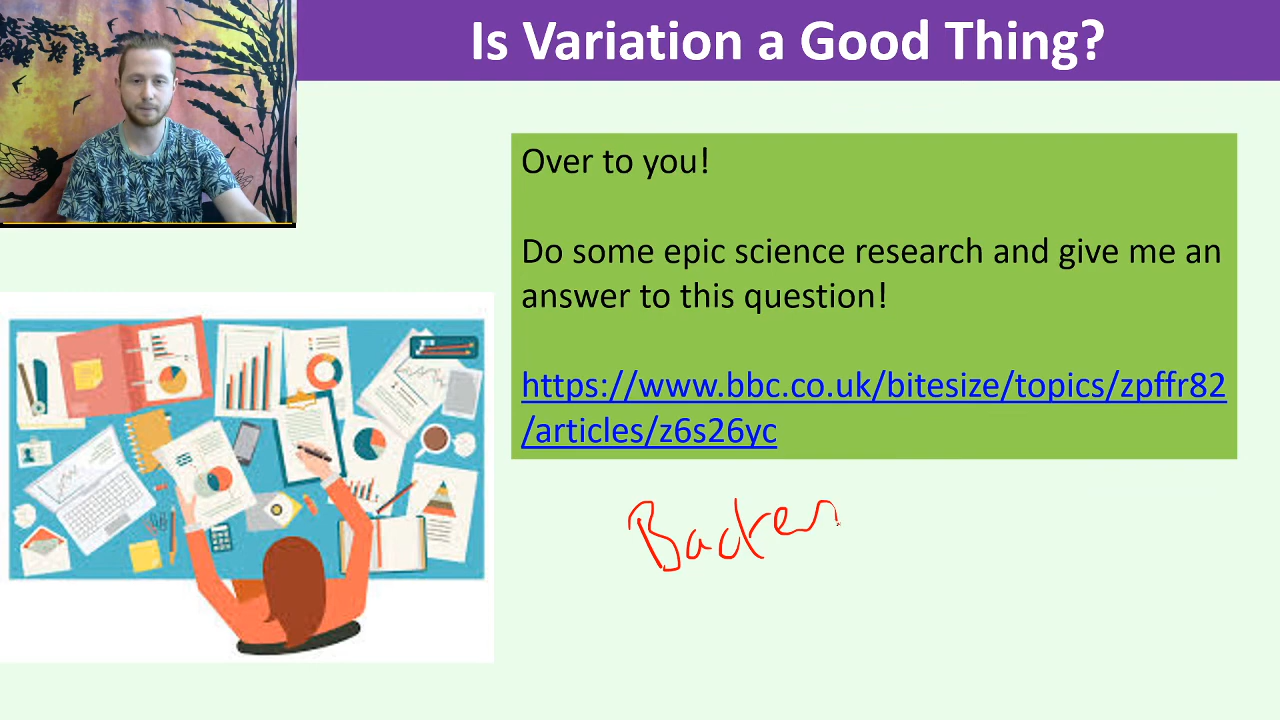 Is Variation a Good Thing?
Over to you!
Do some epic science research and give me an
answer to this question!
https://www.bbc.co.uk/bitesize/topics/zpffr82
/articles/z6s26yc
Bacter